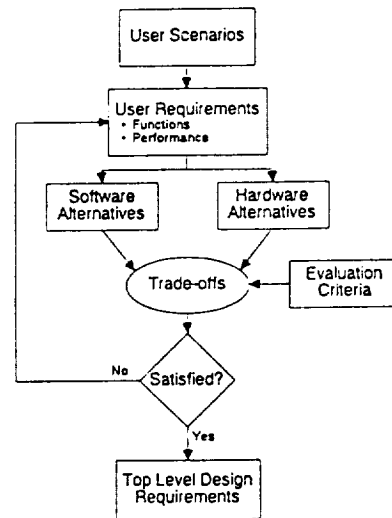 User Scenarios
User Requirements
• Functions
• Performance
Software
Alternatives
Hardware
Alternatives
Trade-offs
Evaluation
Criteria
Satisfied?
No
Yes
Top Level Design
Requirements